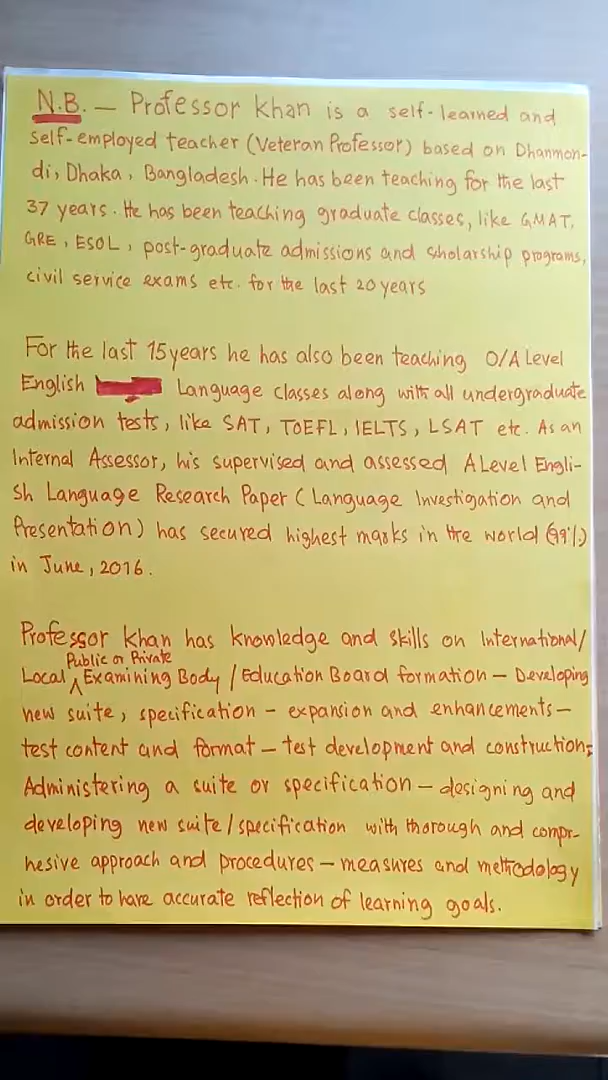 N.B. – Professor Khan is a self-learned and
self-employed teacher (Veteran Professor) based on Dhanmon-
di, Dhaka, Bangladesh. He has been teaching for the last
37 years. He has been teaching graduate classes, like GMAT,
GRE, ESOL, post-graduate admissions and scholarship programs,
civil service exams etc. for the last 20 years
For the last 15 years he has also been teaching O/A Level
English Language classes along with all undergraduate
admission tests, like SAT, TOEFL, IELTS, LSAT etc. As an
Internal Assessor, his supervised and assessed A Level Engli-
sh Language Research Paper (Language Investigation and
Presentation) has secured highest marks in the world (99%)
in June, 2016.
Professor Khan has knowledge and skills on International/
Public or Private
Local Examining Body / Education Board formation – Developing
new suite, specification – expansion and enhancements –
test content and format – test development and construction;
Administering a suite or specification – designing and
developing new suite/specification with thorough and compr-
hesive approach and procedures – measures and methodology
in order to have accurate reflection of learning goals.